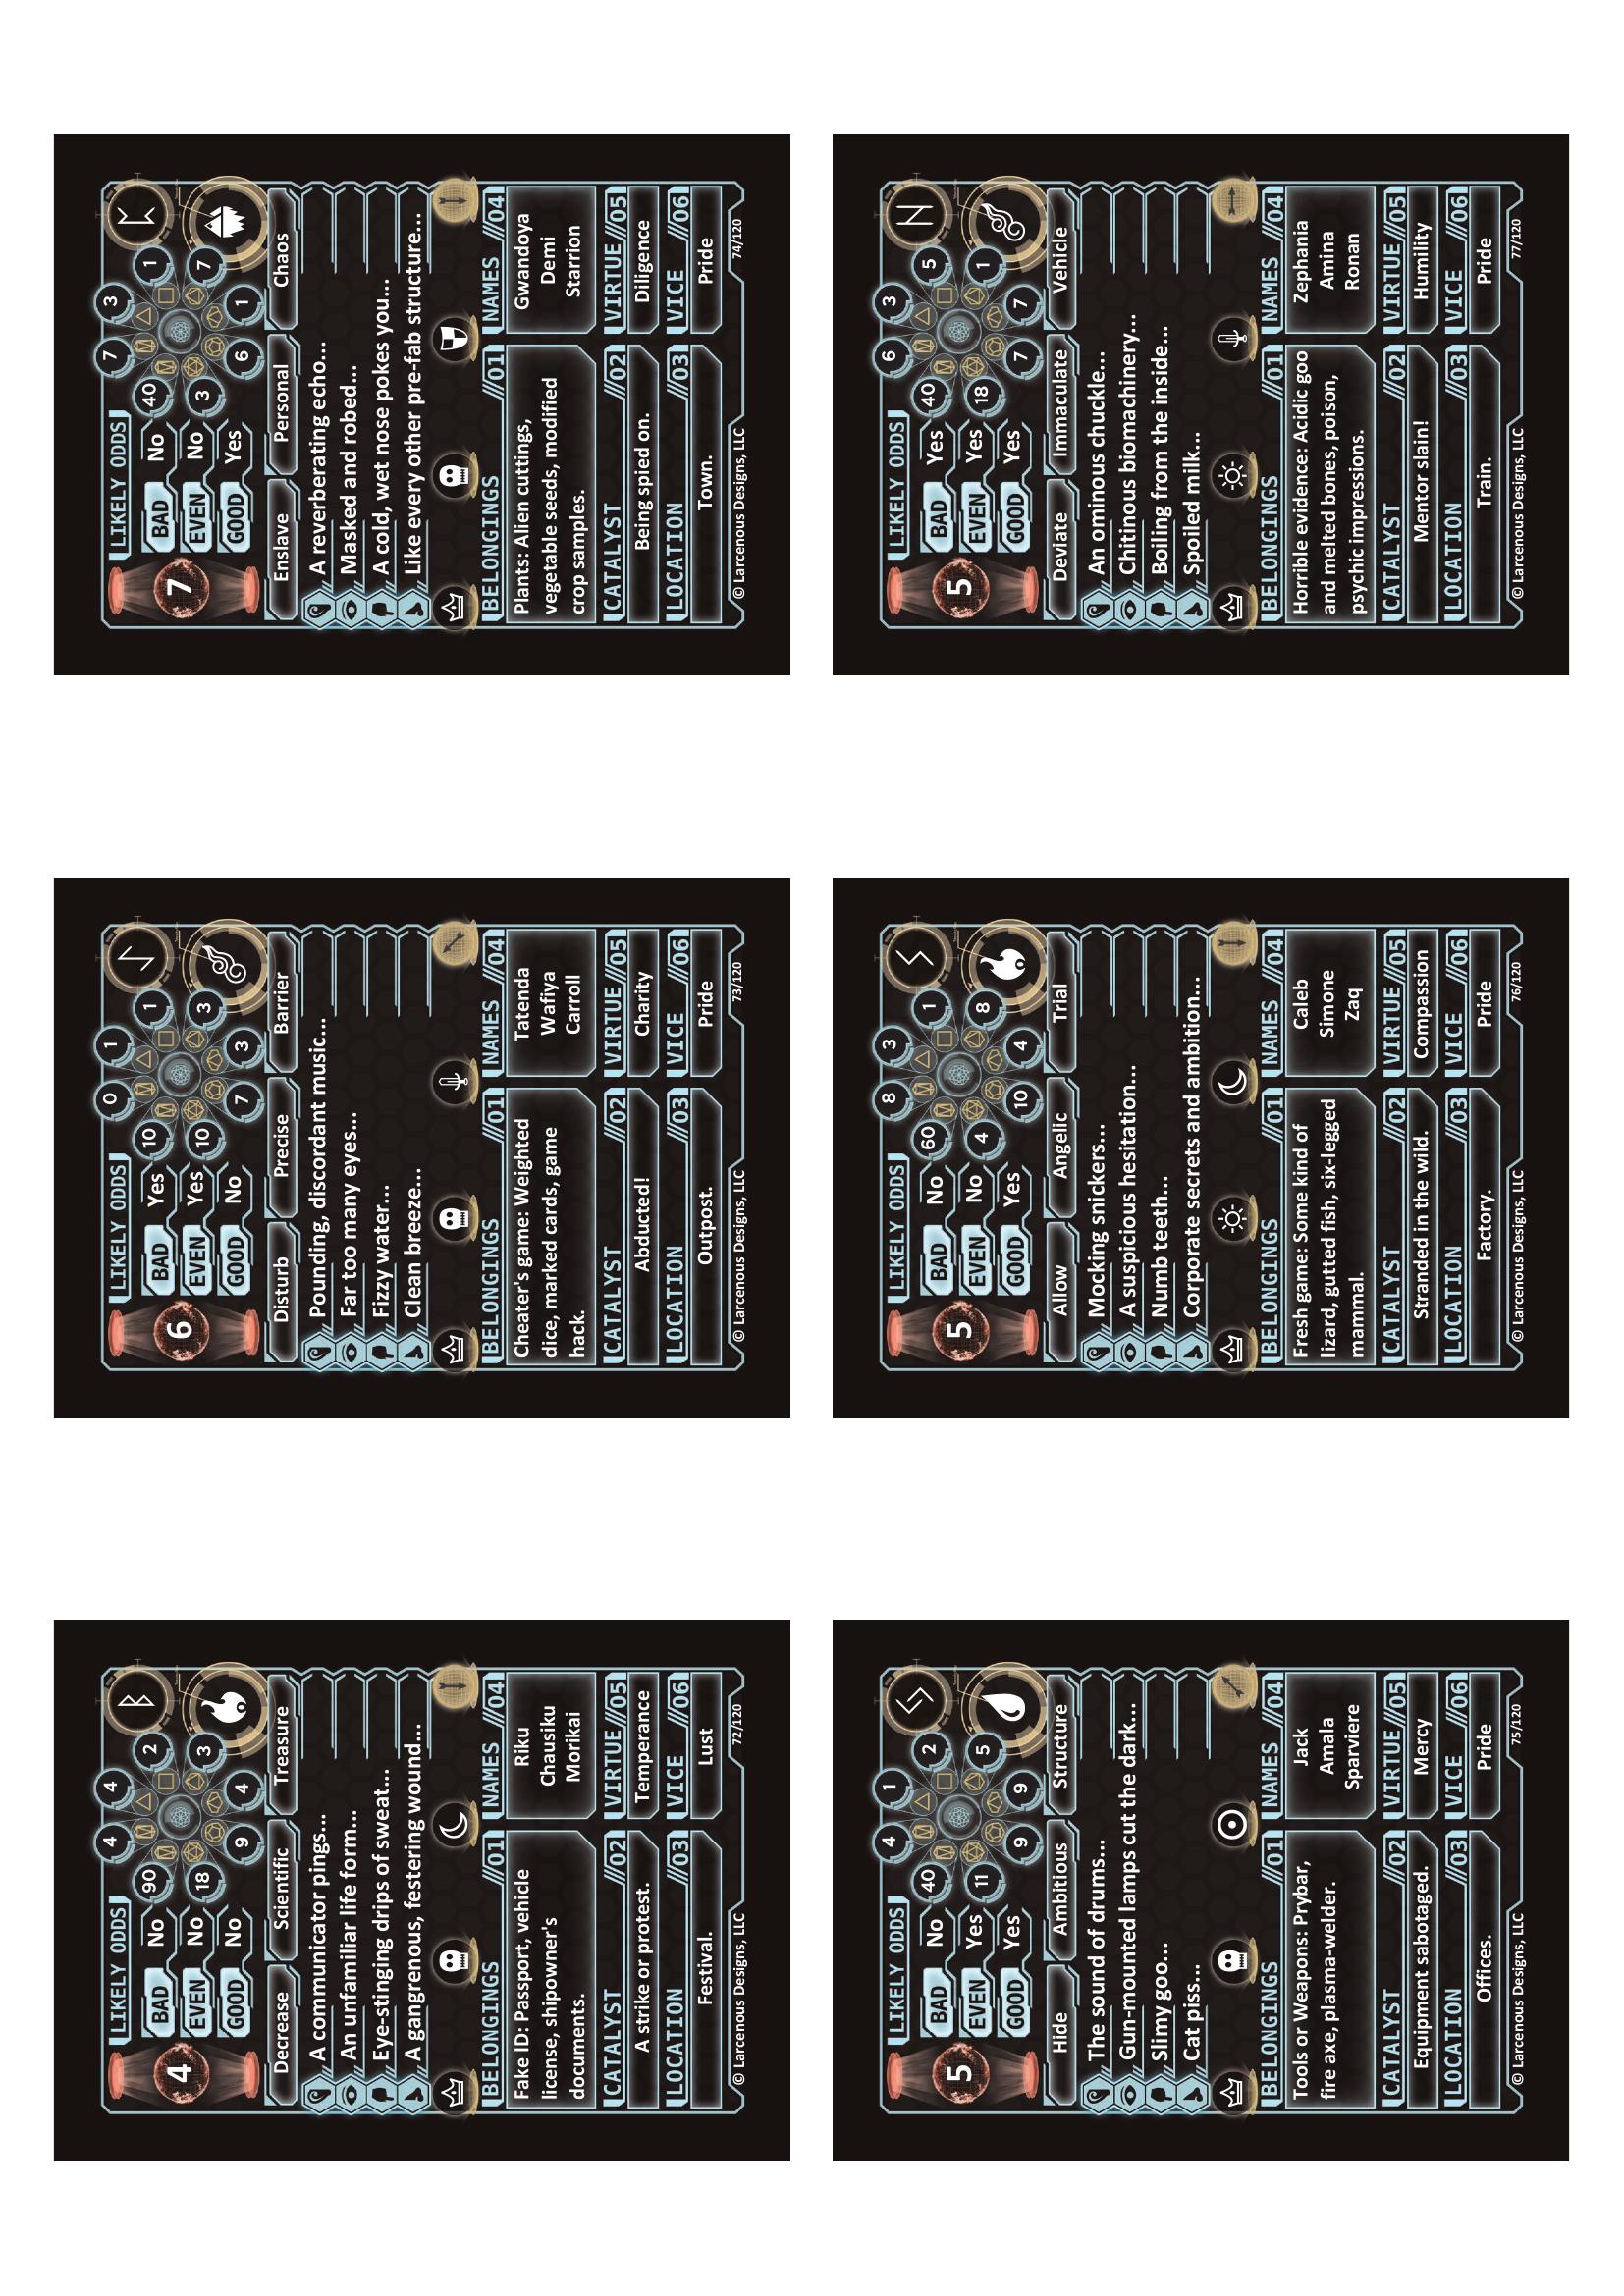 LIKELY ODDS 4 4
BAD No 90 2
4
EVEN No 18 3
GOOD No 9 4
Decrease Scientific Treasure
A communicator pings...
An unfamiliar life form...
Eye-stinging drips of sweat...
A gangrenous, festering wound...
BELONGINGS //01
Fake ID: Passport, vehicle
license, shipowner's
documents.
CATALYST //02
A strike or protest.
LOCATION //03
Festival.
NAMES //04
Riku
Chausiku
Morikai
VIRTUE //05
Temperance
VICE //06
Lust
© Larcenous Designs, LLC 72/120
LIKELY ODDS 0 1
BAD Yes 10 1
6
EVEN Yes 10 3
GOOD No 7 3
Disturb Precise Barrier
Pounding, discordant music...
Far too many eyes...
Fizzy water...
Clean breeze...
BELONGINGS //01
Cheater's game: Weighted
dice, marked cards, game
hack.
CATALYST //02
Abducted!
LOCATION //03
Outpost.
NAMES //04
Tatenda
Wafiya
Carroll
VIRTUE //05
Charity
VICE //06
Pride
© Larcenous Designs, LLC 73/120
LIKELY ODDS 7 3
BAD No 40 1
7
EVEN No 3 7
GOOD Yes 6 1
Enslave Personal Chaos
A reverberating echo...
Masked and robed...
A cold, wet nose pokes you...
Like every other pre-fab structure...
BELONGINGS //01
Plants: Alien cuttings,
vegetable seeds, modified
crop samples.
CATALYST //02
Being spied on.
LOCATION //03
Town.
NAMES //04
Gwandoya
Demi
Starrion
VIRTUE //05
Diligence
VICE //06
Pride
© Larcenous Designs, LLC 74/120
LIKELY ODDS 4 1
BAD No 40 2
5
EVEN Yes 11 5
GOOD Yes 9 9
Hide Ambitious Structure
The sound of drums...
Gun-mounted lamps cut the dark...
Slimy goo...
Cat piss...
BELONGINGS //01
Tools or Weapons: Prybar,
fire axe, plasma-welder.
CATALYST //02
Equipment sabotaged.
LOCATION //03
Offices.
NAMES //04
Jack
Amala
Sparviere
VIRTUE //05
Mercy
VICE //06
Pride
© Larcenous Designs, LLC 75/120
LIKELY ODDS 8 3
BAD No 60 1
5
EVEN No 4 8
GOOD Yes 10 4
Allow Angelic Trial
Mocking snickers...
A suspicious hesitation...
Numb teeth...
Corporate secrets and ambition...
BELONGINGS //01
Fresh game: Some kind of
lizard, gutted fish, six-legged
mammal.
CATALYST //02
Stranded in the wild.
LOCATION //03
Factory.
NAMES //04
Caleb
Simone
Zaq
VIRTUE //05
Compassion
VICE //06
Pride
© Larcenous Designs, LLC 76/120
LIKELY ODDS 6 3
BAD Yes 40 5
5
EVEN Yes 18 1
GOOD Yes 7 7
Deviate Immaculate Vehicle
An ominous chuckle...
Chitinous biomachinery...
Boiling from the inside...
Spoiled milk...
BELONGINGS //01
Horrible evidence: Acidic goo
and melted bones, poison,
psychic impressions.
CATALYST //02
Mentor slain!
LOCATION //03
Train.
NAMES //04
Zephania
Amina
Ronan
VIRTUE //05
Humility
VICE //06
Pride
© Larcenous Designs, LLC 77/120